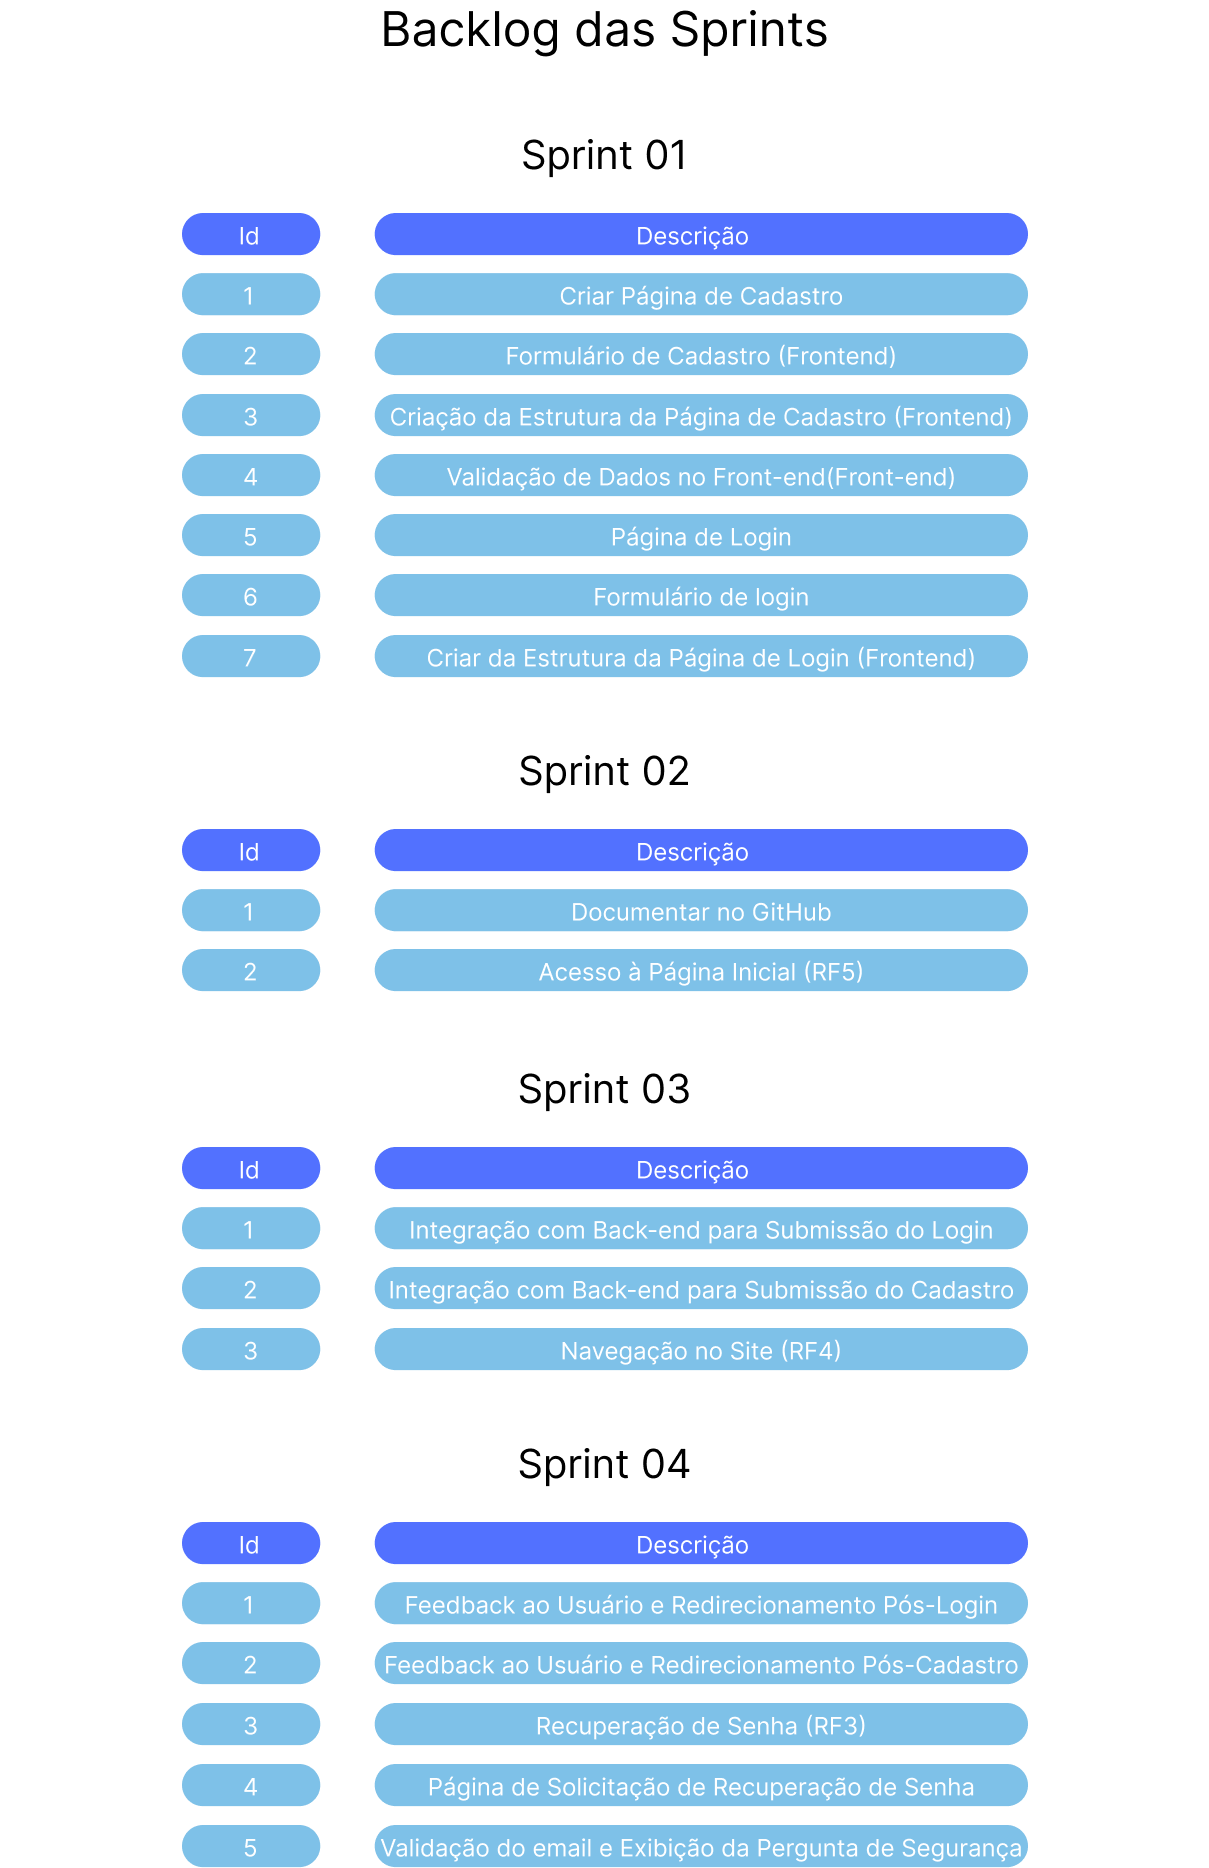 Backlog das Sprints
Sprint 01
Id Descrição
1 Criar Página de Cadastro
2 Formulário de Cadastro (Frontend)
3 Criação da Estrutura da Página de Cadastro (Frontend)
4 Validação de Dados no Front-end(Front-end)
5 Página de Login
6 Formulário de login
7 Criar da Estrutura da Página de Login (Frontend)
Sprint 02
Id Descrição
1 Documentar no GitHub
2 Acesso à Página Inicial (RF5)
Sprint 03
Id Descrição
1 Integração com Back-end para Submissão do Login
2 Integração com Back-end para Submissão do Cadastro
3 Navegação no Site (RF4)
Sprint 04
Id Descrição
1 Feedback ao Usuário e Redirecionamento Pós-Login
2 Feedback ao Usuário e Redirecionamento Pós-Cadastro
3 Recuperação de Senha (RF3)
4 Página de Solicitação de Recuperação de Senha
5 Validação do email e Exibição da Pergunta de Segurança